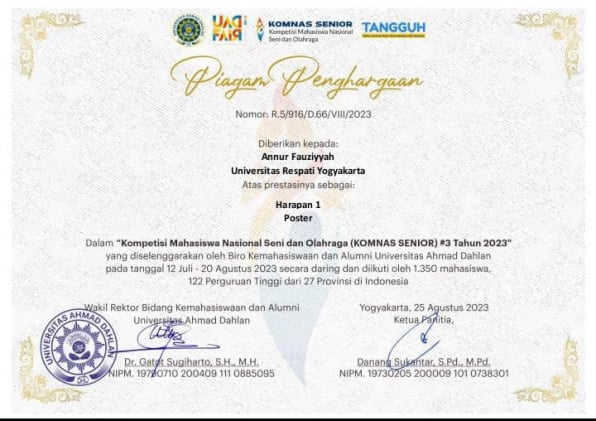 UAD FAIR
KOMNAS SENIOR
Kompetisi Mahasiswa Nasional
Seni dan Olahraga
TANGGUH
Piagam Penghargaan
Nomor: R.5/916/D.66/VIII/2023
Diberikan kepada:
Annur Fauziyyah
Universitas Respati Yogyakarta
Atas prestasinya sebagai:
Harapan 1
Poster
Dalam "Kompetisi Mahasiswa Nasional Seni dan Olahraga (KOMNAS SENIOR) #3 Tahun 2023"
yang diselenggarakan oleh Biro Kemahasiswaan dan Alumni Universitas Ahmad Dahlan
pada tanggal 12 Juli - 20 Agustus 2023 secara daring dan diikuti oleh 1.350 mahasiswa,
122 Perguruan Tinggi dari 27 Provinsi di Indonesia
Wakil Rektor Bidang Kemahasiswaan dan Alumni
Universitas Ahmad Dahlan
UNIVERSITAS AHMAD DAHLAN
Dr. Gatot Sugiharto, S.H., M.H.
NIPM. 19790710 200409 111 0885095
Yogyakarta, 25 Agustus 2023
Ketua Panitia,
Danang Sukantar, S.Pd., M.Pd.
NIPM. 19730205 200009 101 0738301